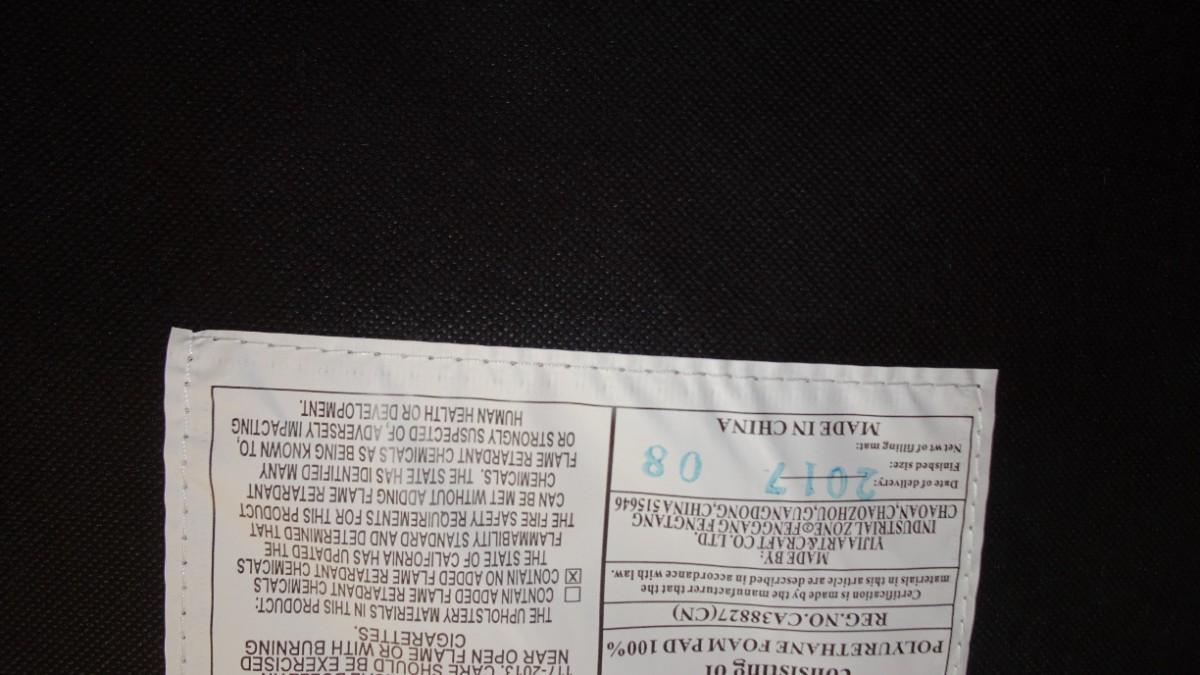 Consisting of
POLYURETHANE FOAM PAD 100%
REG.NO.CA38827(CN)
Certification is made by the manufacturer that the
materials in this article are described in accordance with law.
MADE BY:
YIJIA ART&CRAFT CO.LTD.
INDUSTRIAL ZONE®FENGGANG FENGTANG
CHAOAN,CHAOZHOU,GUANGDONG,CHINA 515646
Date of delivery: 2017 08
Finished size:
Net wt of filling mat:
MADE IN CHINA
117-2013. CARE SHOULD BE EXERCISED
NEAR OPEN FLAME OR WITH BURNING
CIGARETTES.
THE UPHOLSTERY MATERIALS IN THIS PRODUCT:
☐ CONTAIN ADDED FLAME RETARDANT CHEMICALS
☒ CONTAIN NO ADDED FLAME RETARDANT CHEMICALS
THE STATE OF CALIFORNIA HAS UPDATED THE
FLAMMABILITY STANDARD AND DETERMINED THAT
THE FIRE SAFETY REQUIREMENTS FOR THIS PRODUCT
CAN BE MET WITHOUT ADDING FLAME RETARDANT
CHEMICALS. THE STATE HAS IDENTIFIED MANY
FLAME RETARDANT CHEMICALS AS BEING KNOWN TO,
OR STRONGLY SUSPECTED OF, ADVERSELY IMPACTING
HUMAN HEALTH OR DEVELOPMENT.